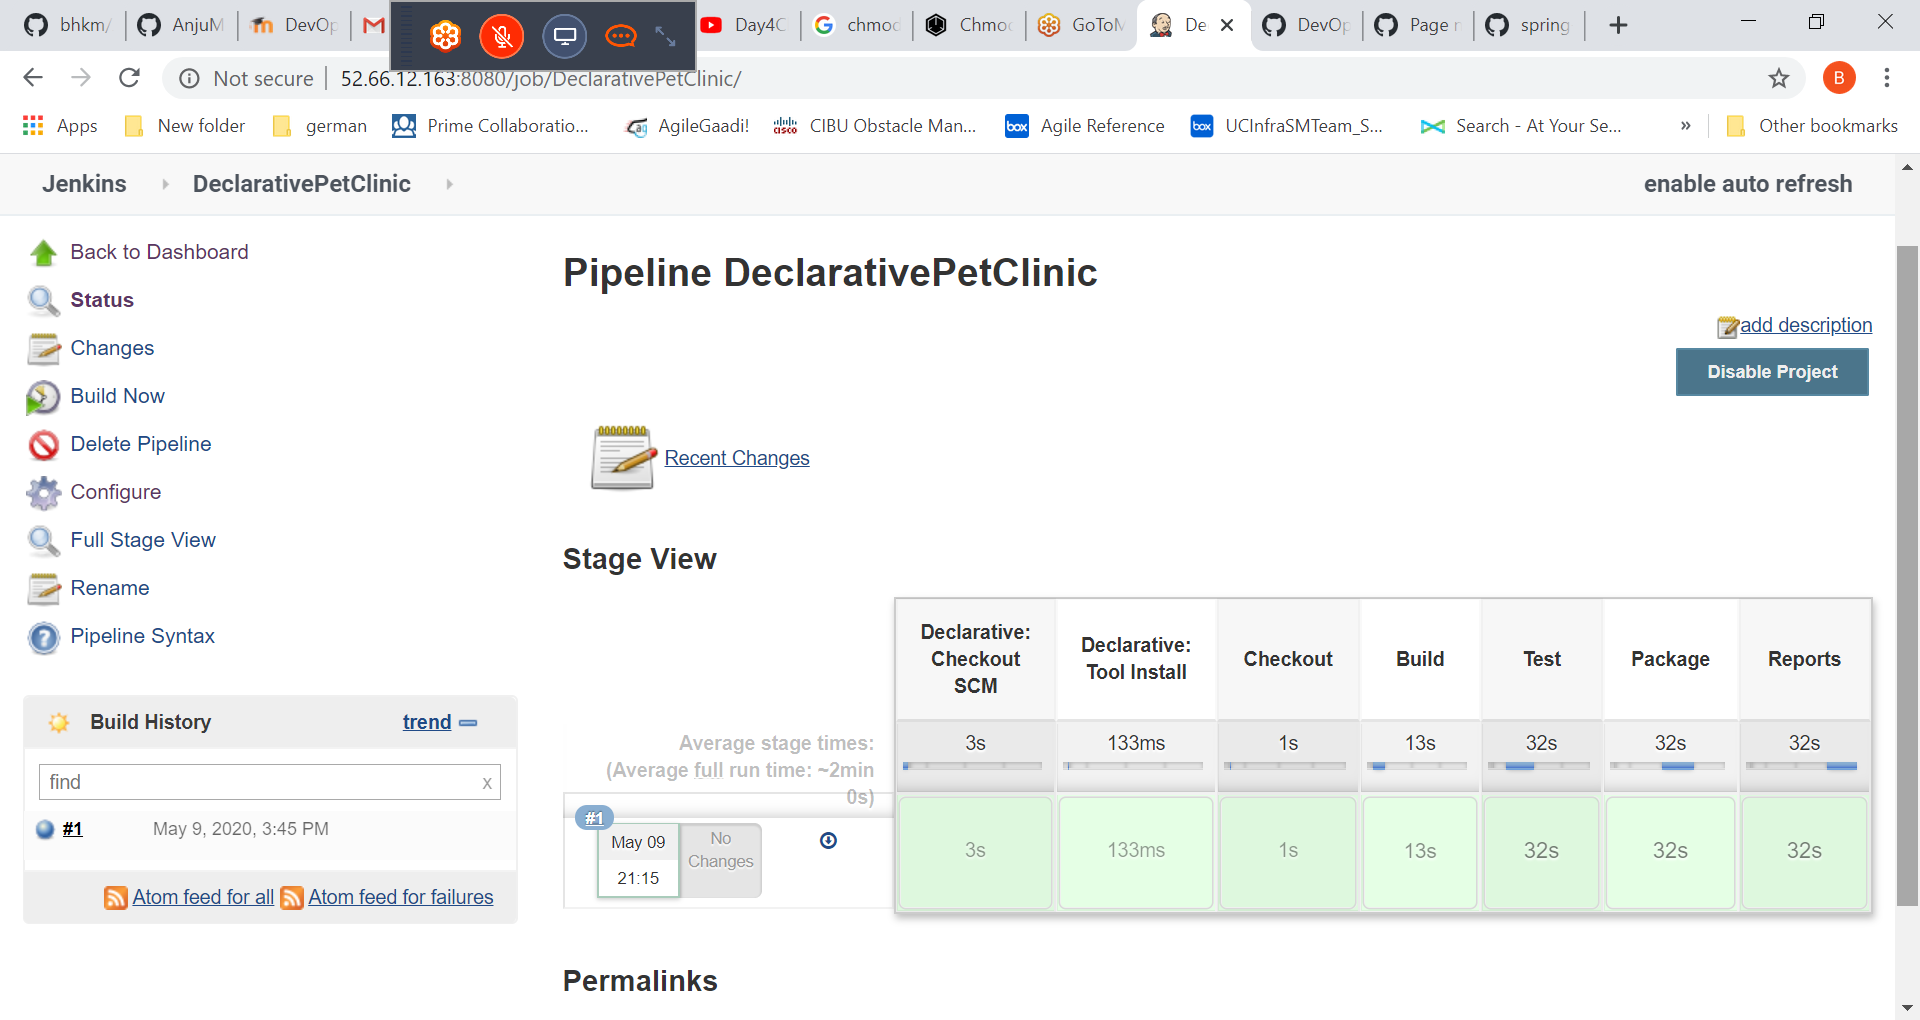 bhkm/
AnjuM
DevOp
Day4C
chmod
Chmod
GoToM
De
DevOp
Page n
spring
Not secure
52.66.12.163:8080/job/DeclarativePetClinic/
B
Apps
New folder
german
Prime Collaboratio...
AgileGaadi!
CISCO
CIBU Obstacle Man...
box
Agile Reference
box
UCInfraSMTeam_S...
Search - At Your Se...
»
Other bookmarks
Jenkins
DeclarativePetClinic
enable auto refresh
Back to Dashboard
Status
Changes
Build Now
Delete Pipeline
Configure
Full Stage View
Rename
Pipeline Syntax
Build History
trend
find
x
#1
May 9, 2020, 3:45 PM
Atom feed for all
Atom feed for failures
Pipeline DeclarativePetClinic
add description
Disable Project
Recent Changes
Stage View
Declarative:
Checkout
SCM
Declarative:
Tool Install
Checkout
Build
Test
Package
Reports
Average stage times:
(Average full run time: ~2min
0s)
3s
133ms
1s
13s
32s
32s
32s
#1
May 09
21:15
No
Changes
3s
133ms
1s
13s
32s
32s
32s
Permalinks